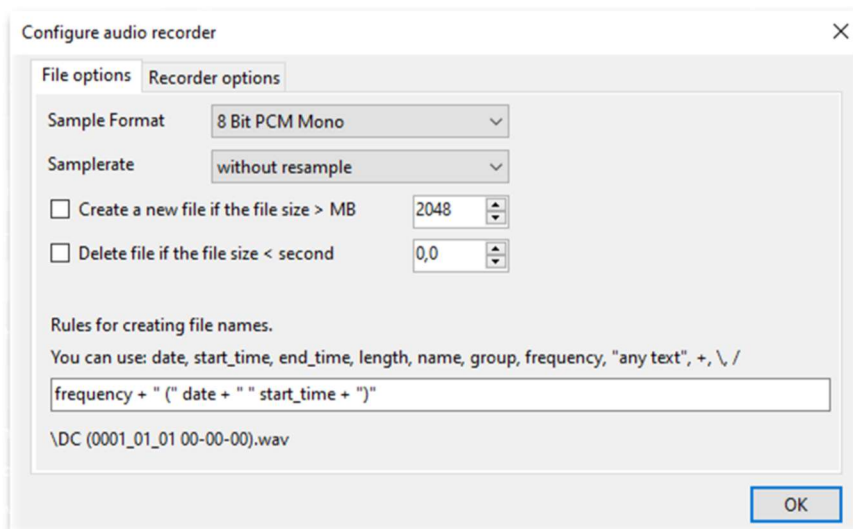 Configure audio recorder
File options Recorder options
Sample Format 8 Bit PCM Mono
Samplerate without resample
Create a new file if the file size > MB 2048
Delete file if the file size < second 0,0
Rules for creating file names.
You can use: date, start_time, end_time, length, name, group, frequency, "any text", +, \, /
frequency + " (" date + " " start_time + ")"
\DC (0001_01_01 00-00-00).wav
OK